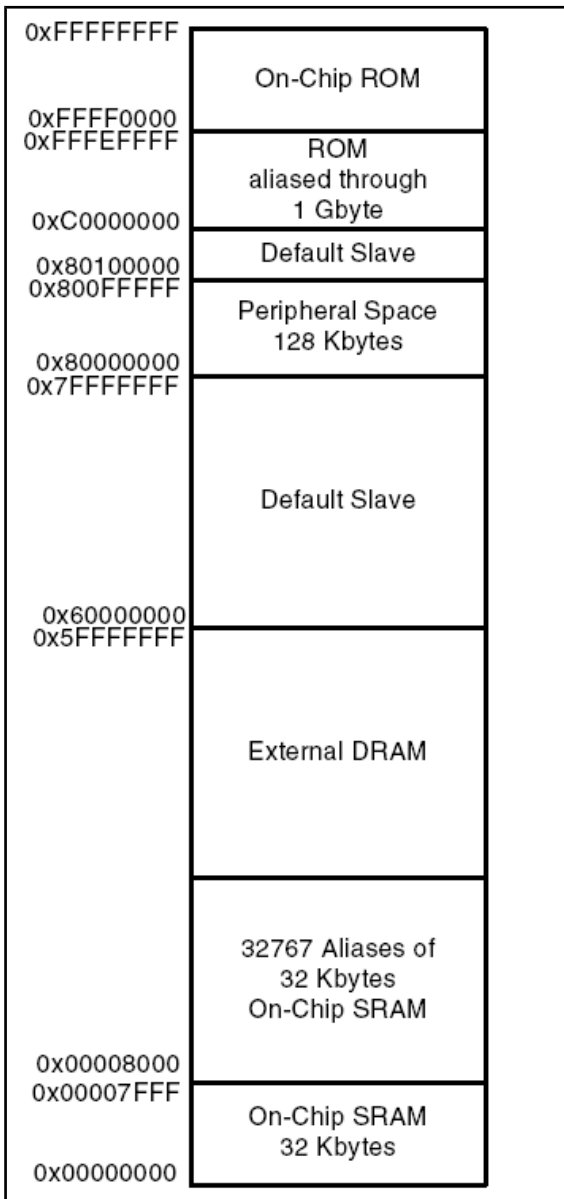 0xFFFFFFFF
On-Chip ROM
0xFFFF0000
0xFFFEFFFF
ROM
aliased through
1 Gbyte
0xC0000000
Default Slave
0x80100000
0x800FFFFF
Peripheral Space
128 Kbytes
0x80000000
0x7FFFFFFF
Default Slave
0x60000000
0x5FFFFFFF
External DRAM
32767 Aliases of
32 Kbytes
On-Chip SRAM
0x00008000
0x00007FFF
On-Chip SRAM
32 Kbytes
0x00000000